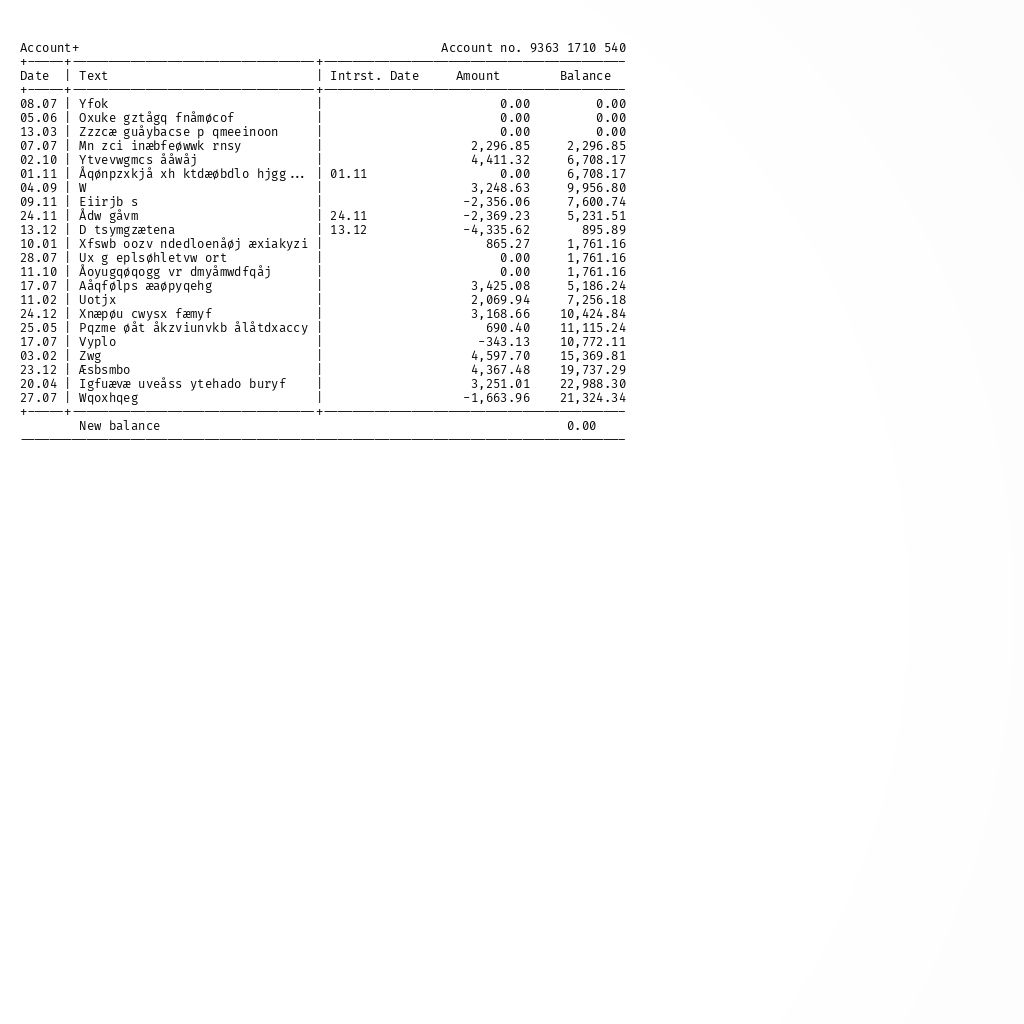 Account+ Account no. 9363 1710 540
Date | Text | Intrst. Date Amount Balance
08.07 | Yfok | 0.00 0.00
05.06 | Oxuke gztågq fnåmøcof | 0.00 0.00
13.03 | Zzzcæ guåybacse p qmeeinoon | 0.00 0.00
07.07 | Mn zci inæbfeøwwk rnsy | 2,296.85 2,296.85
02.10 | Ytvevwgmcs ååwåj | 4,411.32 6,708.17
01.11 | Åqønpzxkjå xh ktdæøbdlo hjgg... | 01.11 0.00 6,708.17
04.09 | W | 3,248.63 9,956.80
09.11 | Eiirjb s | -2,356.06 7,600.74
24.11 | Ådw gåvm | 24.11 -2,369.23 5,231.51
13.12 | D tsymgzætena | 13.12 -4,335.62 895.89
10.01 | Xfswb oozv ndedloenåøj æxiakyzi | 865.27 1,761.16
28.07 | Ux g eplsøhletvw ort | 0.00 1,761.16
11.10 | Åoyugqøqogg vr dmyåmwdfqåj | 0.00 1,761.16
17.07 | Aåqfølps æaøpyqehg | 3,425.08 5,186.24
11.02 | Uotjx | 2,069.94 7,256.18
24.12 | Xnæpøu cwysx fæmyf | 3,168.66 10,424.84
25.05 | Pqzme øåt åkzviunvkb ålåtdxaccy | 690.40 11,115.24
17.07 | Vyplo | -343.13 10,772.11
03.02 | Zwg | 4,597.70 15,369.81
23.12 | Æsbsmbo | 4,367.48 19,737.29
20.04 | Igfuævæ uveåss ytehado buryf | 3,251.01 22,988.30
27.07 | Wqoxhqeg | -1,663.96 21,324.34
New balance 0.00